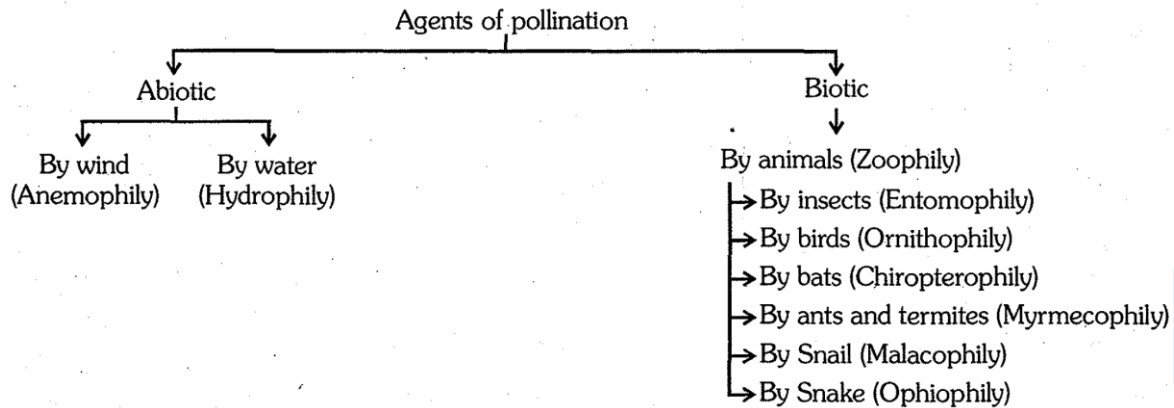 Agents of pollination
Abiotic
Biotic
By wind
(Anemophily)
By water
(Hydrophily)
By animals (Zoophily)
By insects (Entomophily)
By birds (Ornithophily)
By bats (Chiropterophily)
By ants and termites (Myrmecophily)
By Snail (Malacophily)
By Snake (Ophiophily)